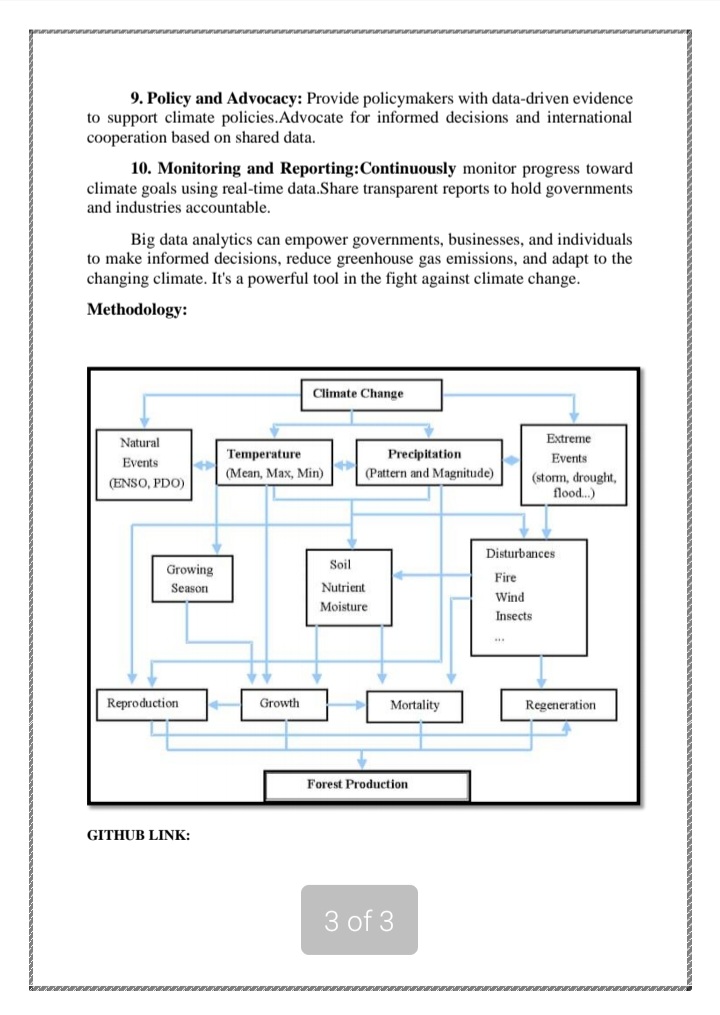 9. Policy and Advocacy: Provide policymakers with data-driven evidence
to support climate policies.Advocate for informed decisions and international
cooperation based on shared data.
10. Monitoring and Reporting:Continuously monitor progress toward
climate goals using real-time data.Share transparent reports to hold governments
and industries accountable.
Big data analytics can empower governments, businesses, and individuals
to make informed decisions, reduce greenhouse gas emissions, and adapt to the
changing climate. It's a powerful tool in the fight against climate change.
Methodology:
Climate Change
Natural
Events
(ENSO, PDO)
Temperature
(Mean, Max, Min)
Precipitation
(Pattern and Magnitude)
Extreme
Events
(storm, drought,
flood...)
Growing
Season
Soil
Nutrient
Moisture
Disturbances
Fire
Wind
Insects
...
Reproduction
Growth
Mortality
Regeneration
Forest Production
GITHUB LINK:
3 of 3